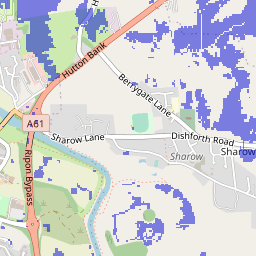 H
Hutton Bank
Berrygate Lane
A61
Sharow Lane
Dishforth Road
Sharow
Sharow
Ripon Bypass